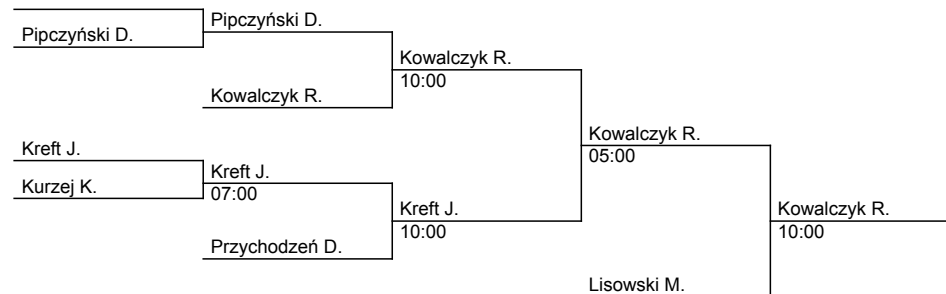 Pipczyński D.
Pipczyński D.
Kowalczyk R.
10:00
Kowalczyk R.
Kowalczyk R.
05:00
Kreft J.
Kreft J.
07:00
Kurzej K.
Kreft J.
10:00
Kowalczyk R.
10:00
Przychodzeń D.
Lisowski M.